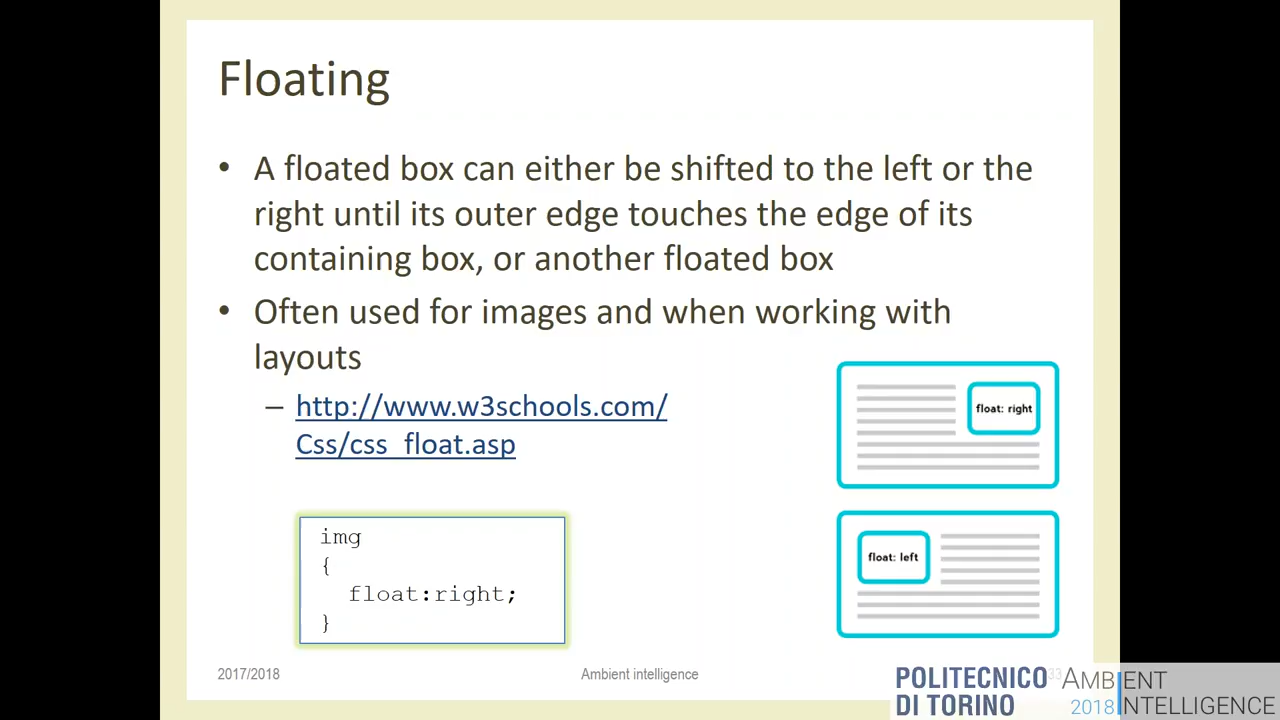 Floating
• A floated box can either be shifted to the left or the
right until its outer edge touches the edge of its
containing box, or another floated box
• Often used for images and when working with
layouts
– http://www.w3schools.com/
Css/css_float.asp
float: right
float: left
img
{
float:right;
}
2017/2018
Ambient intelligence
33
POLITECNICO
DI TORINO
AMBIENT
2018 INTELLIGENCE